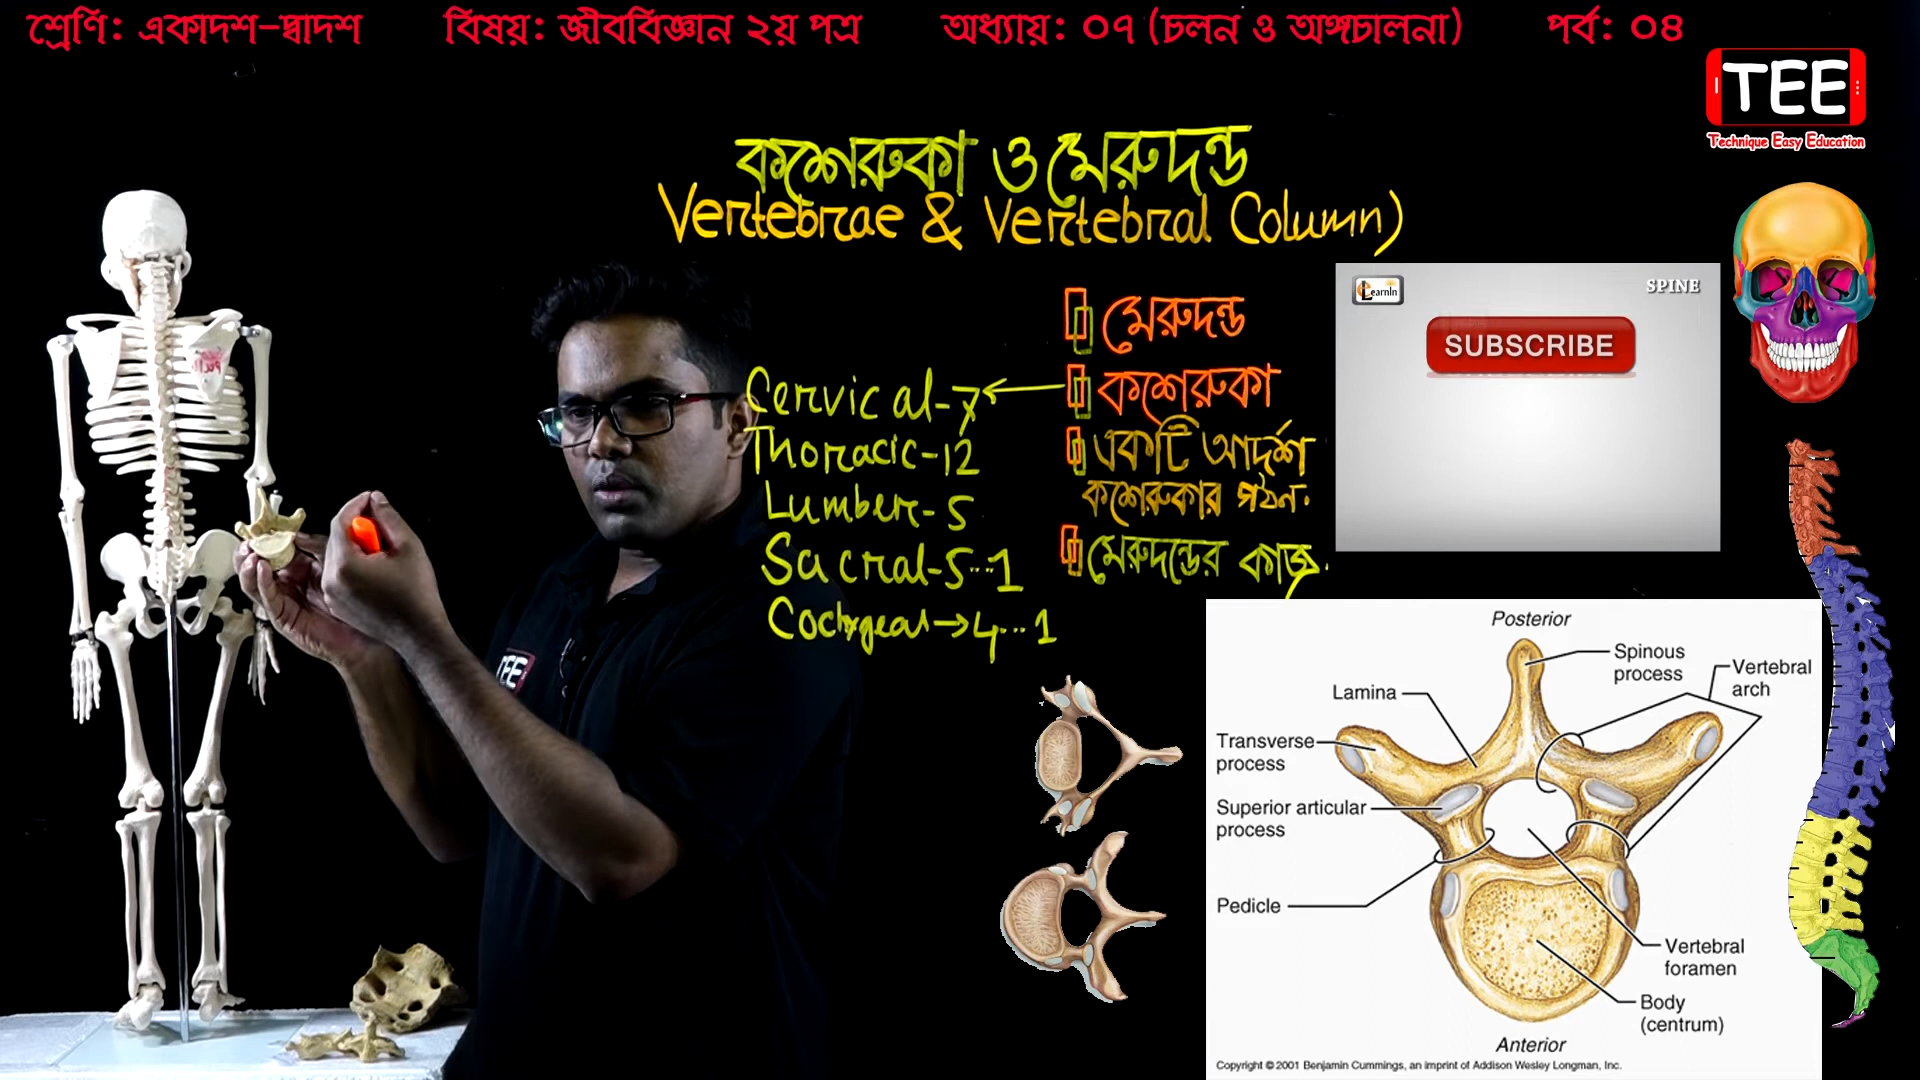 শ্রেণি: একাদশ-দ্বাদশ বিষয়: জীববিজ্ঞান ২য় পত্র অধ্যায়: ০৭ (চলন ও অঙ্গচালনা) পর্ব: ০৪
TEE
Technique Easy Education
কশেরুকা ও মেরুদন্ড
Vertebrae & Vertebral Column)
মেরুদন্ড
কশেরুকা
একটি আদর্শ
কশেরুকার গঠন.
মেরুদন্ডের কাজ.
Cervical-7
Thoracic-12
Lumber-5
Sacral-5...1
Cochygeal→4...1
LearnIn
SPINE
SUBSCRIBE
TEE
Posterior
Spinous
process
Vertebral
arch
Lamina
Transverse
process
Superior articular
process
Pedicle
Vertebral
foramen
Body
(centrum)
Anterior
Copyright © 2001 Benjamin Cummings, an imprint of Addison Wesley Longman, Inc.